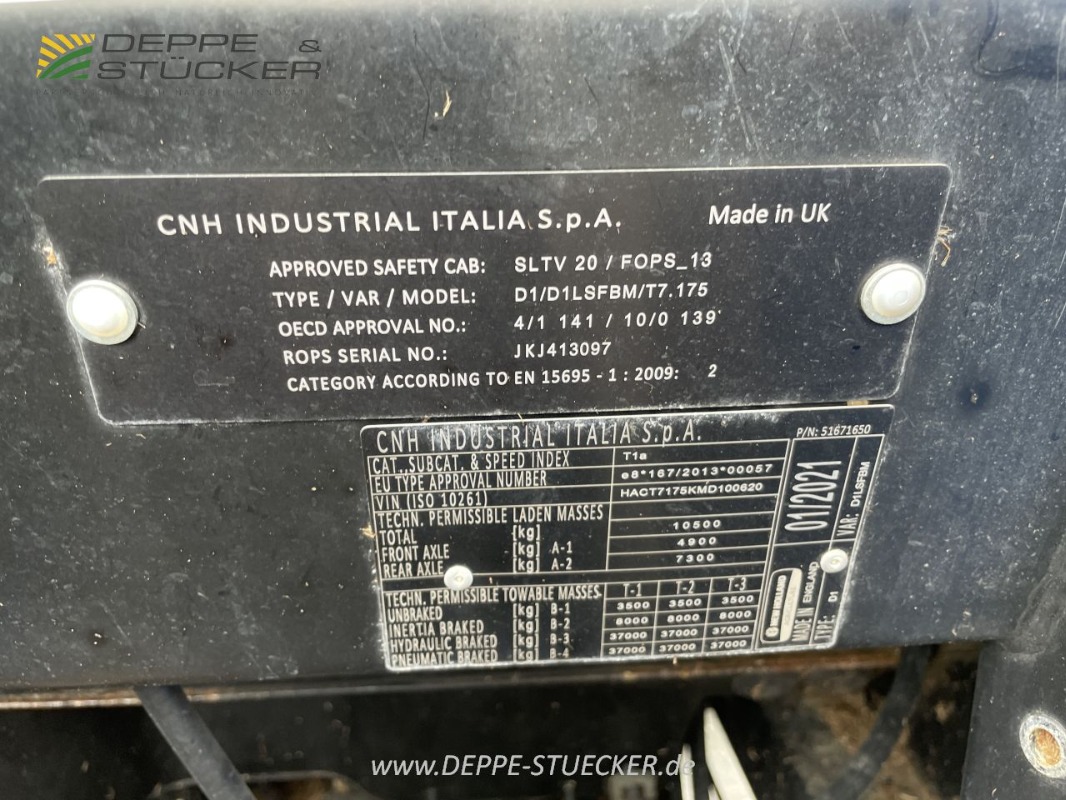 DEPPE &
STÜCKER
CNH INDUSTRIAL ITALIA S.p.A. Made in UK
APPROVED SAFETY CAB: SLTV 20 / FOPS_13
TYPE / VAR / MODEL: D1/D1LSFBM/T7.175
OECD APPROVAL NO.: 4/1 141 / 10/0 139
ROPS SERIAL NO.: JKJ413097
CATEGORY ACCORDING TO EN 15695 - 1 : 2009: 2
CNH INDUSTRIAL ITALIA S.p.A. P/N: 51671650
CAT., SUBCAT. & SPEED INDEX T1a
EU TYPE APPROVAL NUMBER e8*167/2013*00057
VIN (ISO 10261) HACT7175KMD100620
TECHN. PERMISSIBLE LADEN MASSES
TOTAL [kg] 10500
FRONT AXLE [kg] A-1 4900
REAR AXLE [kg] A-2 7300
TECHN. PERMISSIBLE TOWABLE MASSES T-1 T-2 T-3
UNBRAKED [kg] B-1 3500 3500 3500
INERTIA BRAKED [kg] B-2 8000 8000 8000
HYDRAULIC BRAKED [kg] B-3 37000 37000 37000
PNEUMATIC BRAKED [kg] B-4 37000 37000 37000
01/2021
VAR: D1LSFBM
NEW HOLLAND
MADE IN ENGLAND
TYPE: D1
www.DEPPE-STUECKER.de